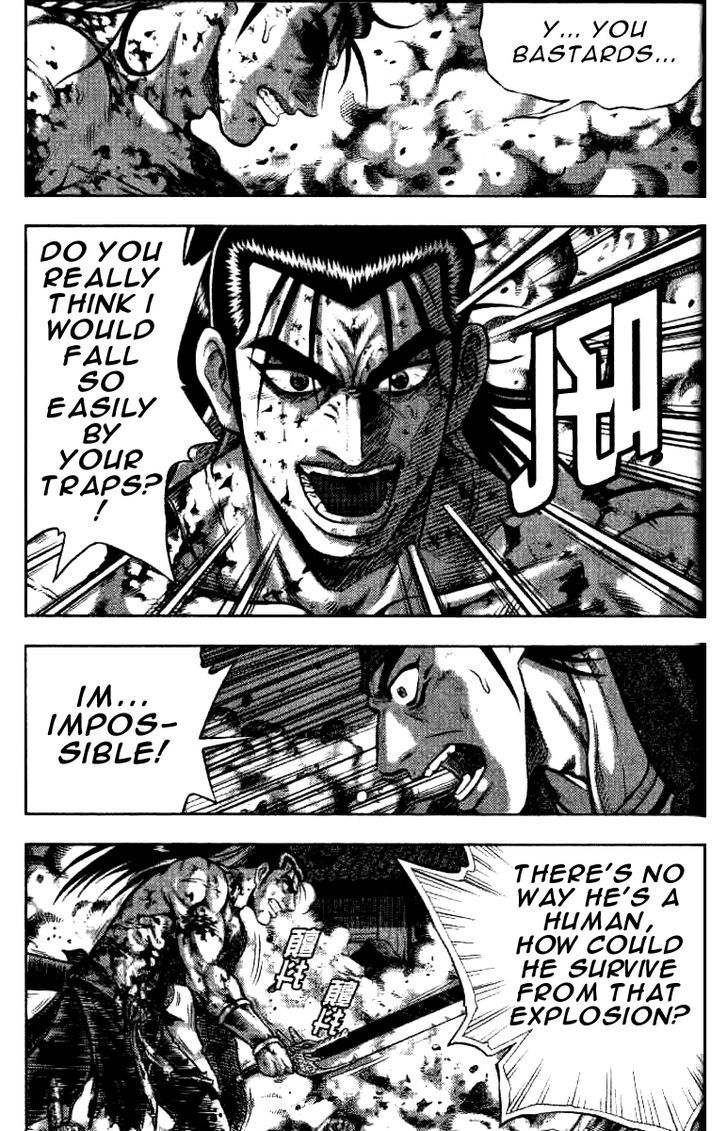 Y... YOU
BASTARDS...
DO YOU
REALLY
THINK I
WOULD
FALL
SO
EASILY
BY
YOUR
TRAPS?
!
JEA
IM...
IMPOS-
SIBLE!
THERE'S NO
WAY HE'S A
HUMAN,
HOW COULD
HE SURVIVE
FROM THAT
EXPLOSION?